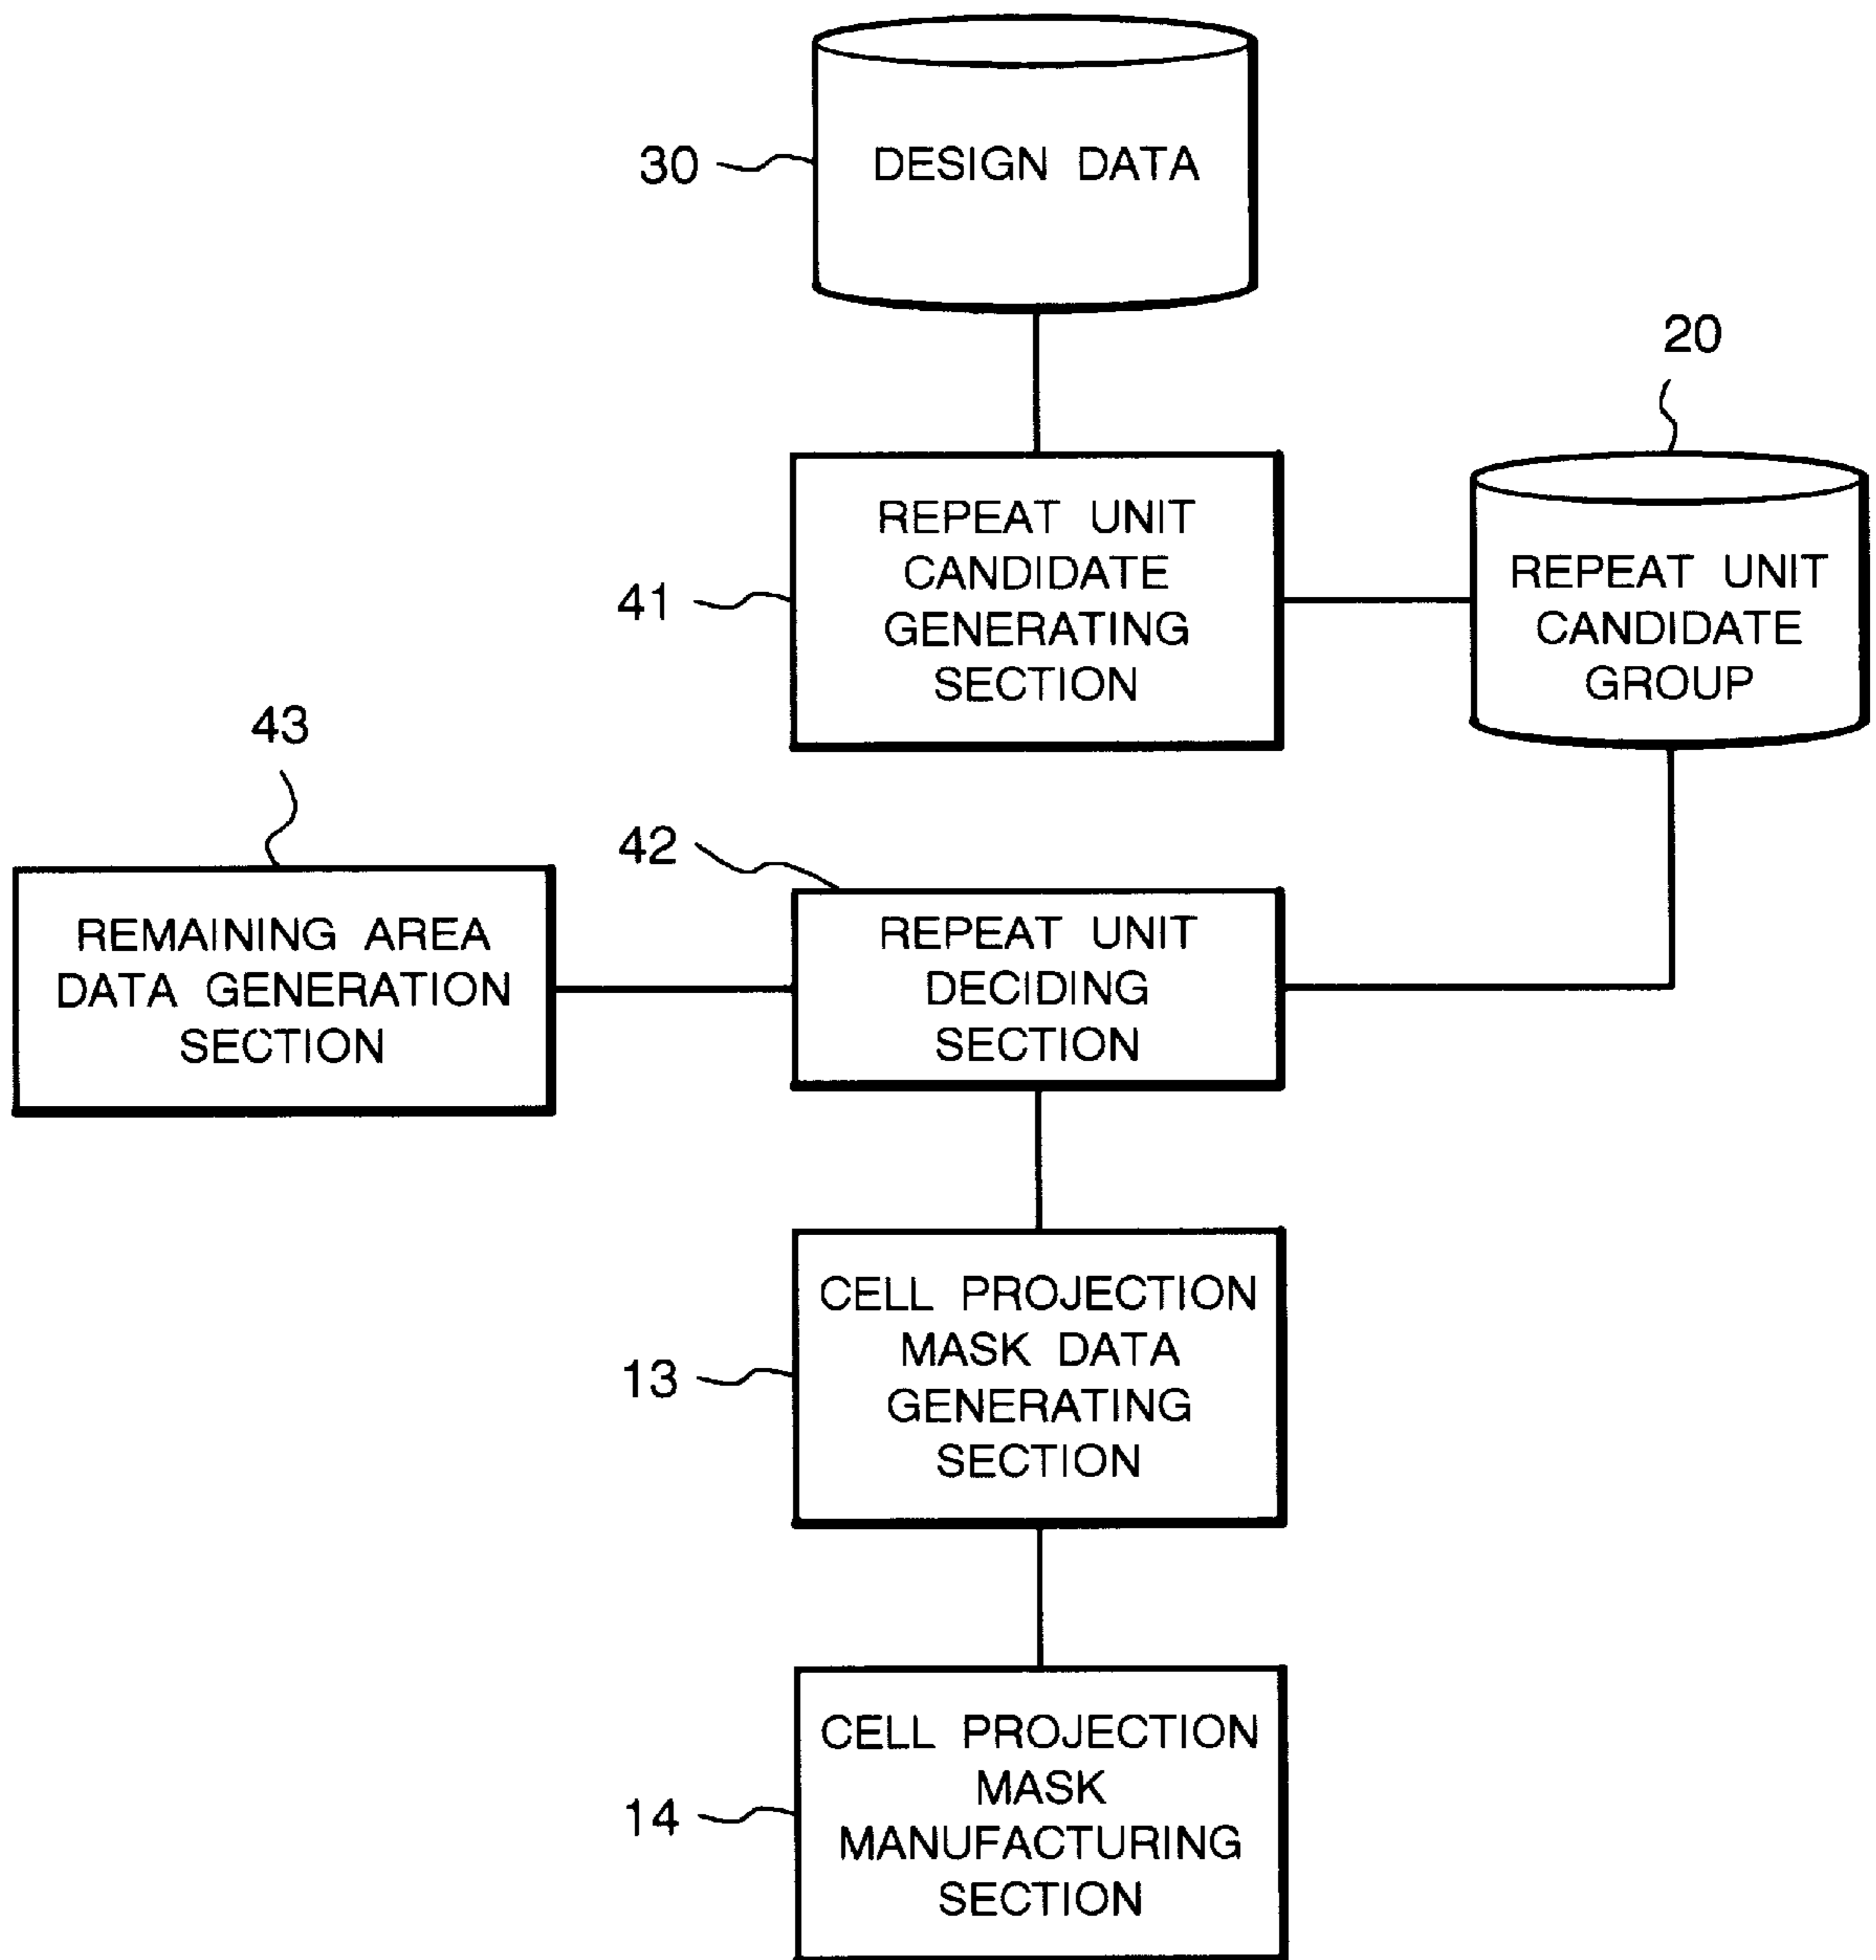 30
DESIGN DATA
20
41
REPEAT UNIT
CANDIDATE
GENERATING
SECTION
REPEAT UNIT
CANDIDATE
GROUP
43
REMAINING AREA
DATA GENERATION
SECTION
42
REPEAT UNIT
DECIDING
SECTION
13
CELL PROJECTION
MASK DATA
GENERATING
SECTION
14
CELL PROJECTION
MASK
MANUFACTURING
SECTION